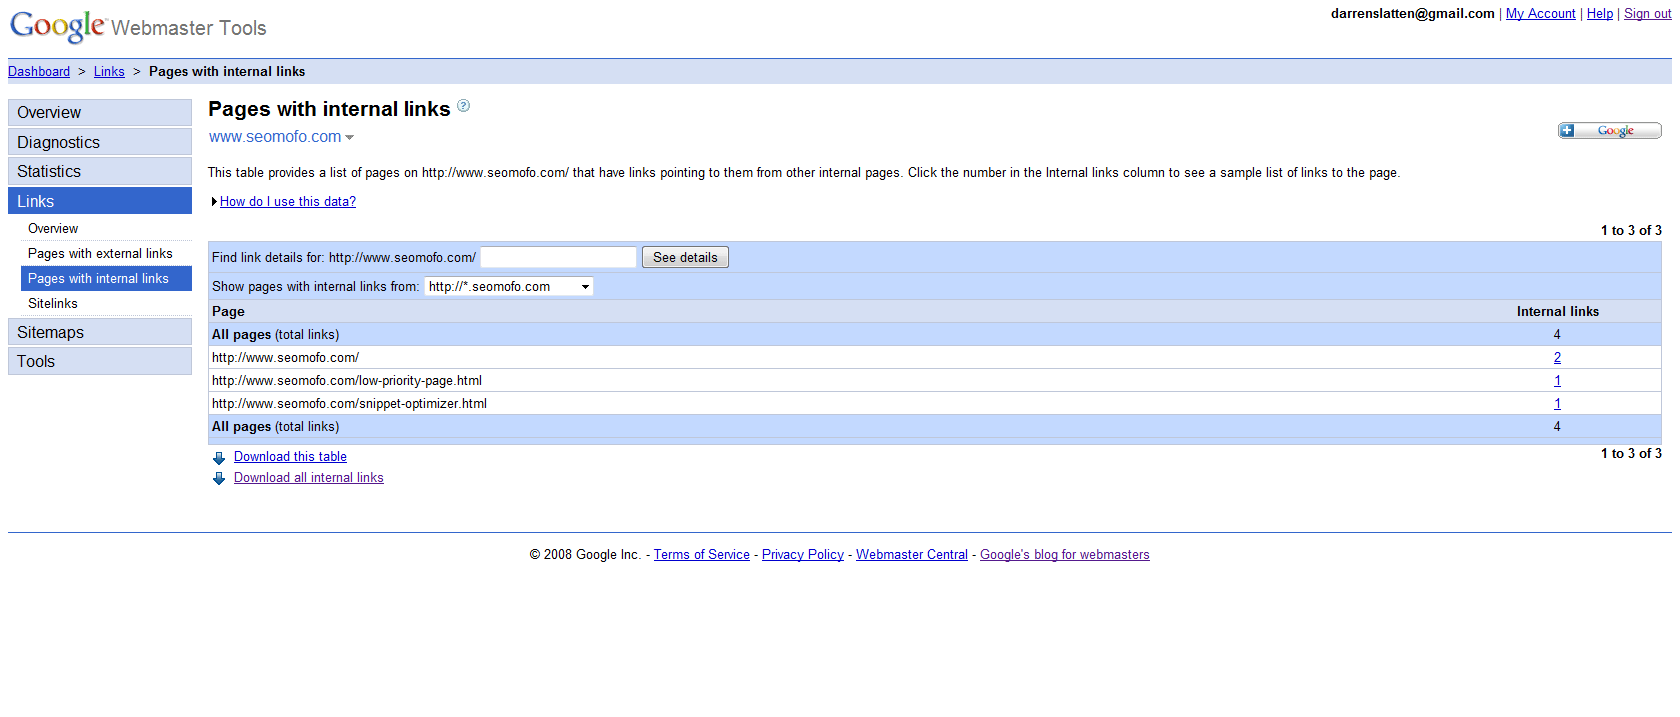 Google Webmaster Tools
darrenslatten@gmail.com | My Account | Help | Sign out
Dashboard > Links > Pages with internal links
Overview
Diagnostics
Statistics
Links
Overview
Pages with external links
Pages with internal links
Sitelinks
Sitemaps
Tools
Pages with internal links ?
www.seomofo.com
+ Google
This table provides a list of pages on http://www.seomofo.com/ that have links pointing to them from other internal pages. Click the number in the Internal links column to see a sample list of links to the page.
How do I use this data?
1 to 3 of 3
Find link details for: http://www.seomofo.com/ See details
Show pages with internal links from: http://*.seomofo.com
Page Internal links
All pages (total links) 4
http://www.seomofo.com/ 2
http://www.seomofo.com/low-priority-page.html 1
http://www.seomofo.com/snippet-optimizer.html 1
All pages (total links) 4
Download this table
1 to 3 of 3
Download all internal links
© 2008 Google Inc. - Terms of Service - Privacy Policy - Webmaster Central - Google's blog for webmasters